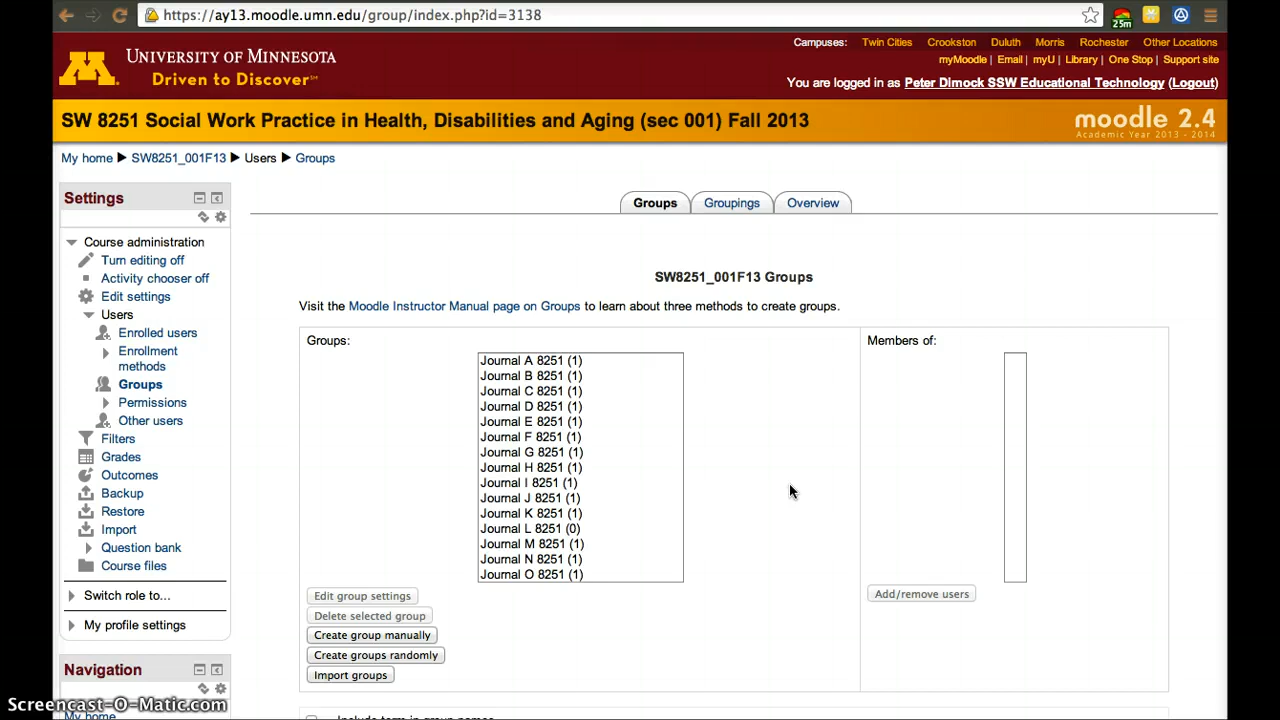 https://ay13.moodle.umn.edu/group/index.php?id=3138
25m
UNIVERSITY OF MINNESOTA
Driven to Discover
Campuses: Twin Cities Crookston Duluth Morris Rochester Other Locations
myMoodle | Email | myU | Library | One Stop | Support site
You are logged in as Peter Dimock SSW Educational Technology (Logout)
SW 8251 Social Work Practice in Health, Disabilities and Aging (sec 001) Fall 2013
moodle 2.4
Academic Year 2013 - 2014
My home ► SW8251_001F13 ► Users ► Groups
Settings
Course administration
Turn editing off
Activity chooser off
Edit settings
Users
Enrolled users
Enrollment
methods
Groups
Permissions
Other users
Filters
Grades
Outcomes
Backup
Restore
Import
Question bank
Course files
Switch role to...
My profile settings
Navigation
My home
Groups Groupings Overview
SW8251_001F13 Groups
Visit the Moodle Instructor Manual page on Groups to learn about three methods to create groups.
Groups:
Journal A 8251 (1)
Journal B 8251 (1)
Journal C 8251 (1)
Journal D 8251 (1)
Journal E 8251 (1)
Journal F 8251 (1)
Journal G 8251 (1)
Journal H 8251 (1)
Journal I 8251 (1)
Journal J 8251 (1)
Journal K 8251 (1)
Journal L 8251 (0)
Journal M 8251 (1)
Journal N 8251 (1)
Journal O 8251 (1)
Edit group settings
Delete selected group
Create group manually
Create groups randomly
Import groups
Members of:
Add/remove users
Include term in group names
Screencast-O-Matic.com